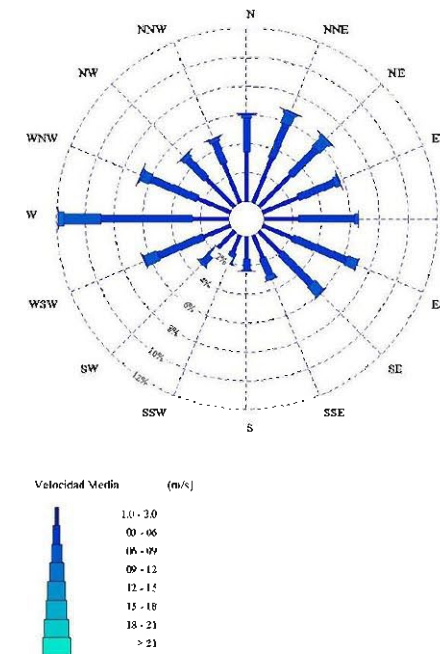 N
NNW NNE
NW NE
WNW E
W
E
WSW
SW SE
SSW SSE
S
2%
4%
6%
8%
10%
12%
Velocidad Media (m/s)
1.0 - 3.0
03 - 06
06 - 09
09 - 12
12 - 15
15 - 18
18 - 21
> 21